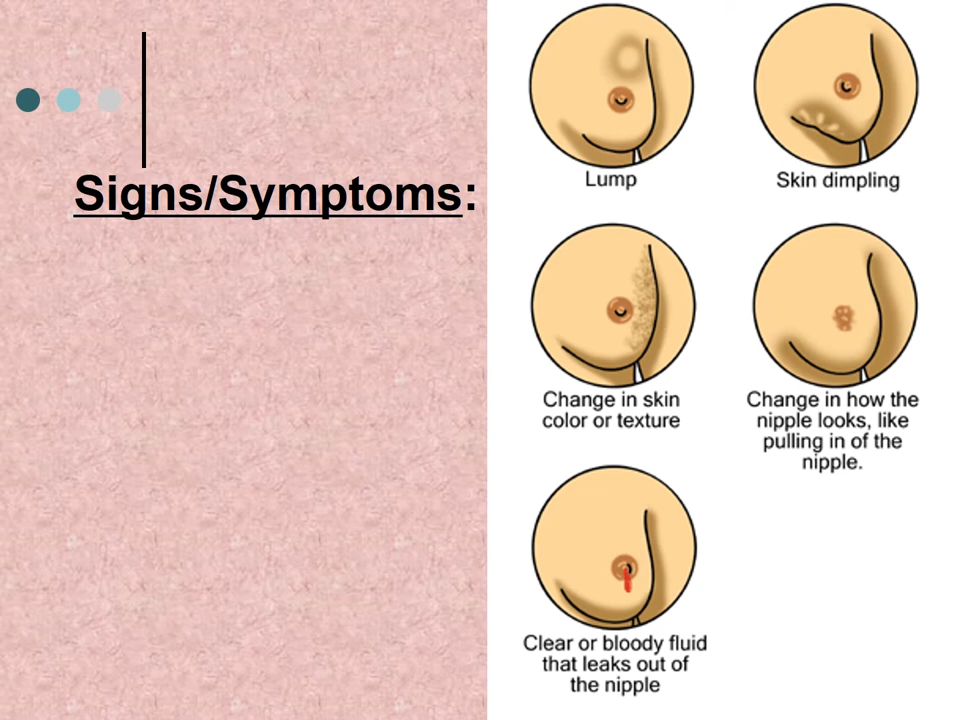 Signs/Symptoms:
Lump
Skin dimpling
Change in skin
color or texture
Change in how the
nipple looks, like
pulling in of the
nipple.
Clear or bloody fluid
that leaks out of
the nipple